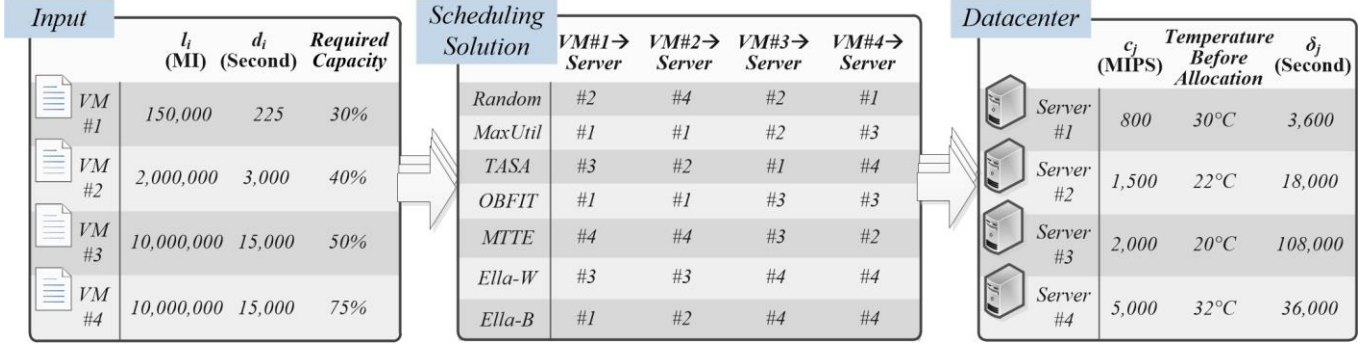 Input
l_i (MI) d_i (Second) Required Capacity
VM #1 150,000 225 30%
VM #2 2,000,000 3,000 40%
VM #3 10,000,000 15,000 50%
VM #4 10,000,000 15,000 75%
Scheduling Solution
VM#1→ Server VM#2→ Server VM#3→ Server VM#4→ Server
Random #2 #4 #2 #1
MaxUtil #1 #1 #2 #3
TASA #3 #2 #1 #4
OBFIT #1 #1 #3 #3
MTTE #4 #4 #3 #2
Ella-W #3 #3 #4 #4
Ella-B #1 #2 #4 #4
Datacenter
c_j (MIPS) Temperature Before Allocation δ_j (Second)
Server #1 800 30°C 3,600
Server #2 1,500 22°C 18,000
Server #3 2,000 20°C 108,000
Server #4 5,000 32°C 36,000